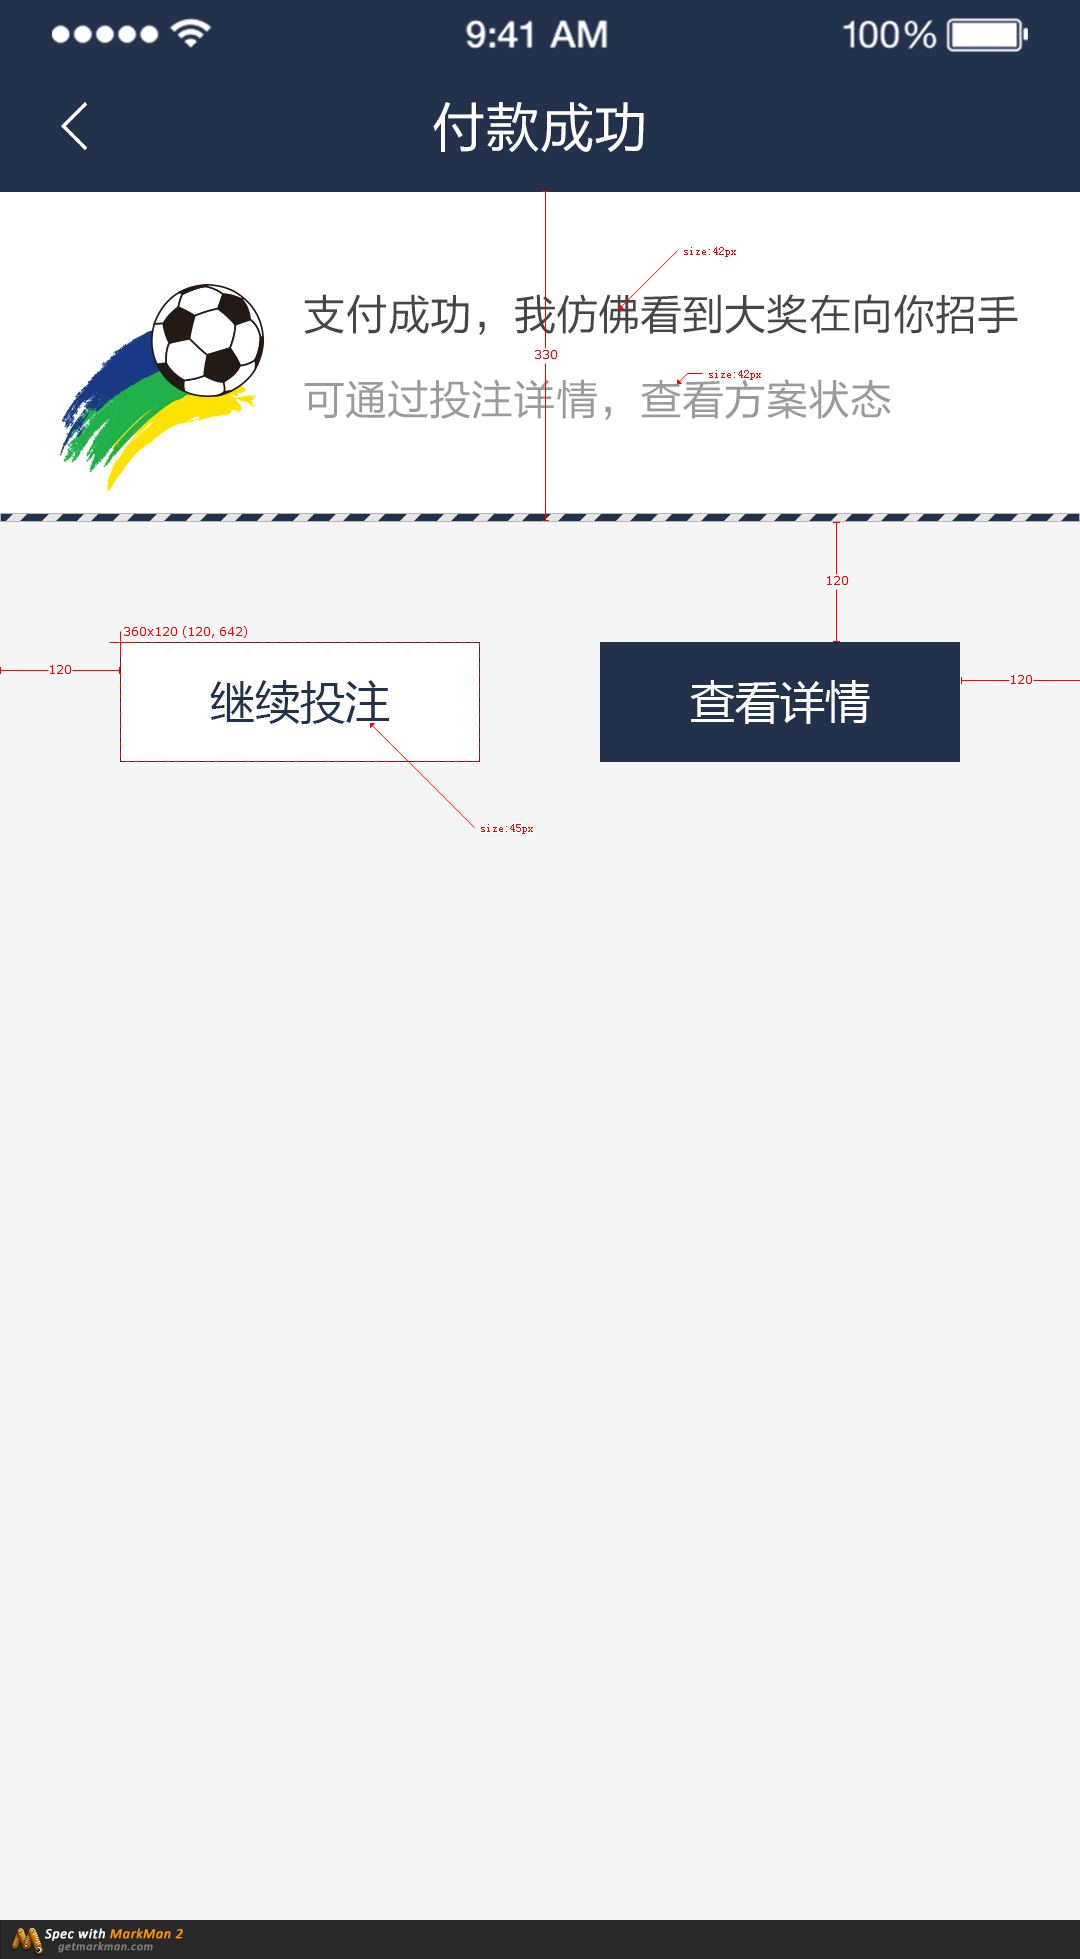 9:41 AM
100%
付款成功
size:42px
支付成功，我仿佛看到大奖在向你招手
330
size:42px
可通过投注详情，查看方案状态
120
360x120 (120, 642)
120
120
继续投注
查看详情
size:45px
Spec with MarkMan 2
getmarkman.com